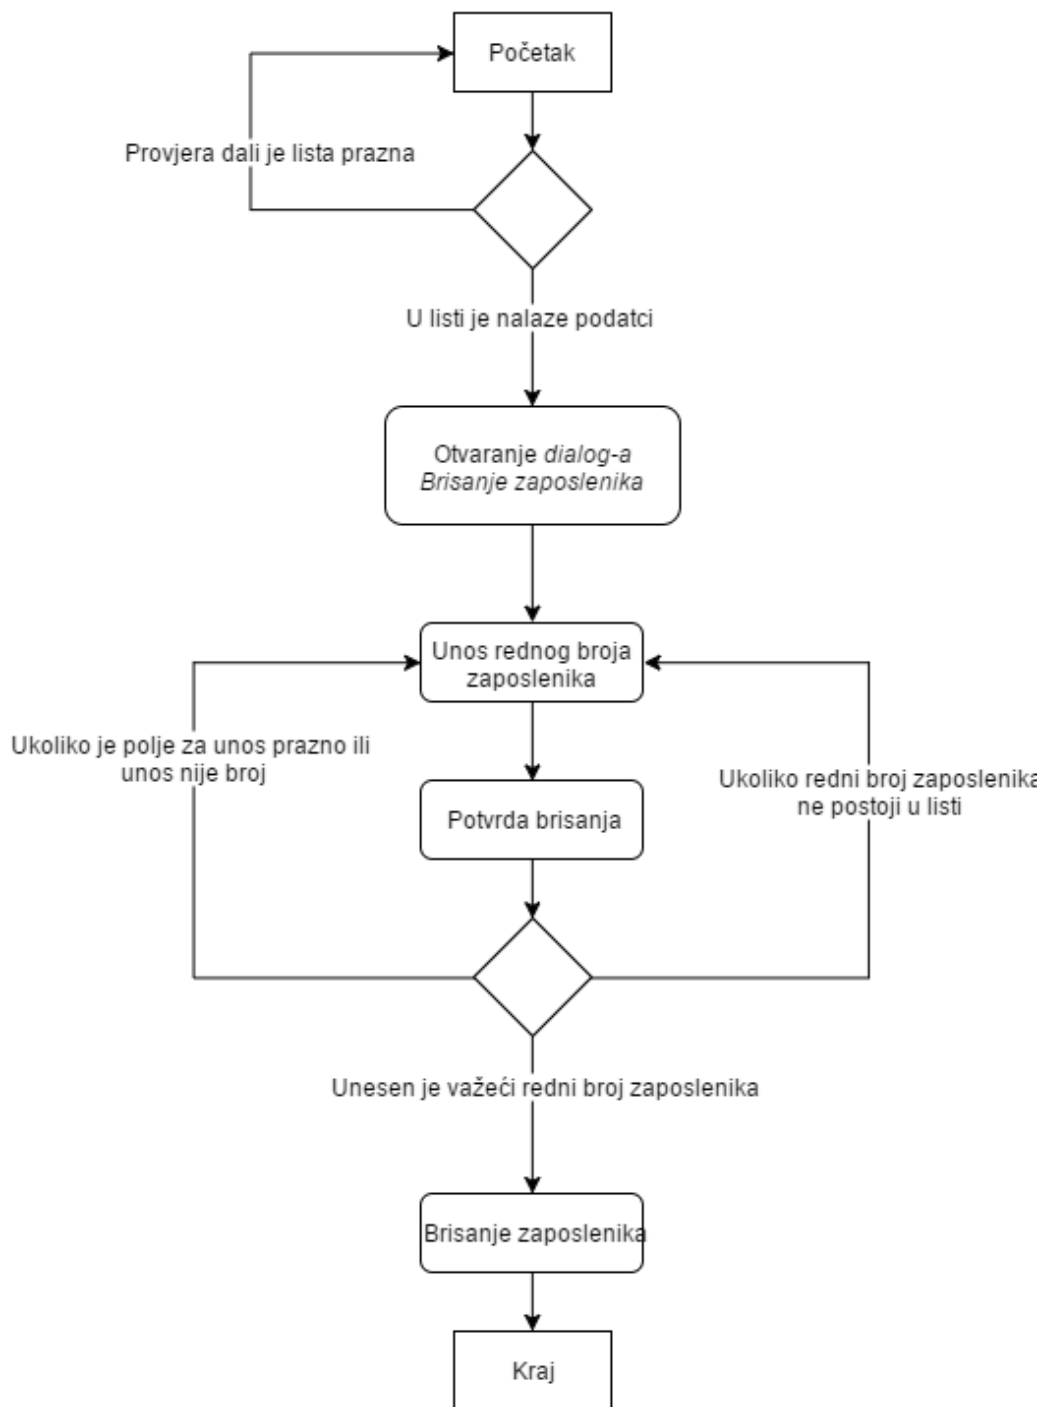 Početak
Provjera dali je lista prazna
U listi je nalaze podatci
Otvaranje dialog-a
Brisanje zaposlenika
Unos rednog broja
zaposlenika
Ukoliko je polje za unos prazno ili
unos nije broj
Ukoliko redni broj zaposlenika
ne postoji u listi
Potvrda brisanja
Unesen je važeći redni broj zaposlenika
Brisanje zaposlenika
Kraj